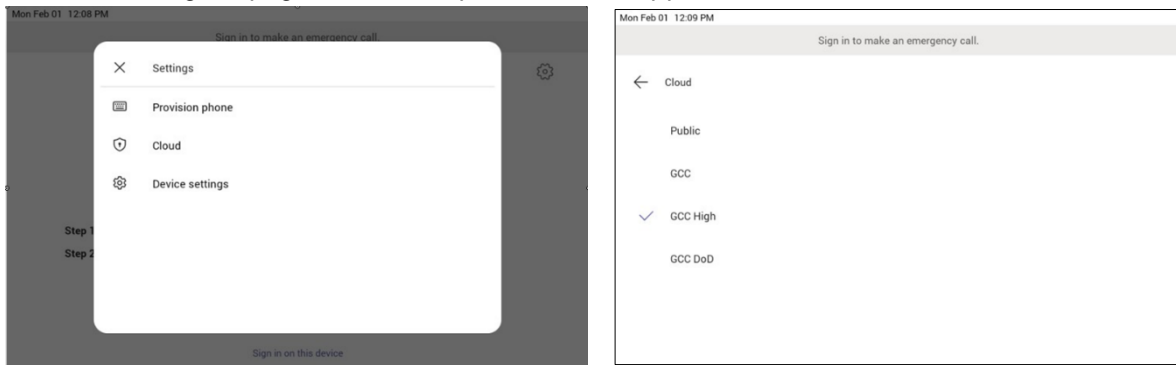 Mon Feb 01 12:08 PM
Sign in to make an emergency call.
Settings
Provision phone
Cloud
Device settings
Step 1
Step 2
Sign in on this device
Mon Feb 01 12:09 PM
Sign in to make an emergency call.
Cloud
Public
GCC
GCC High
GCC DoD